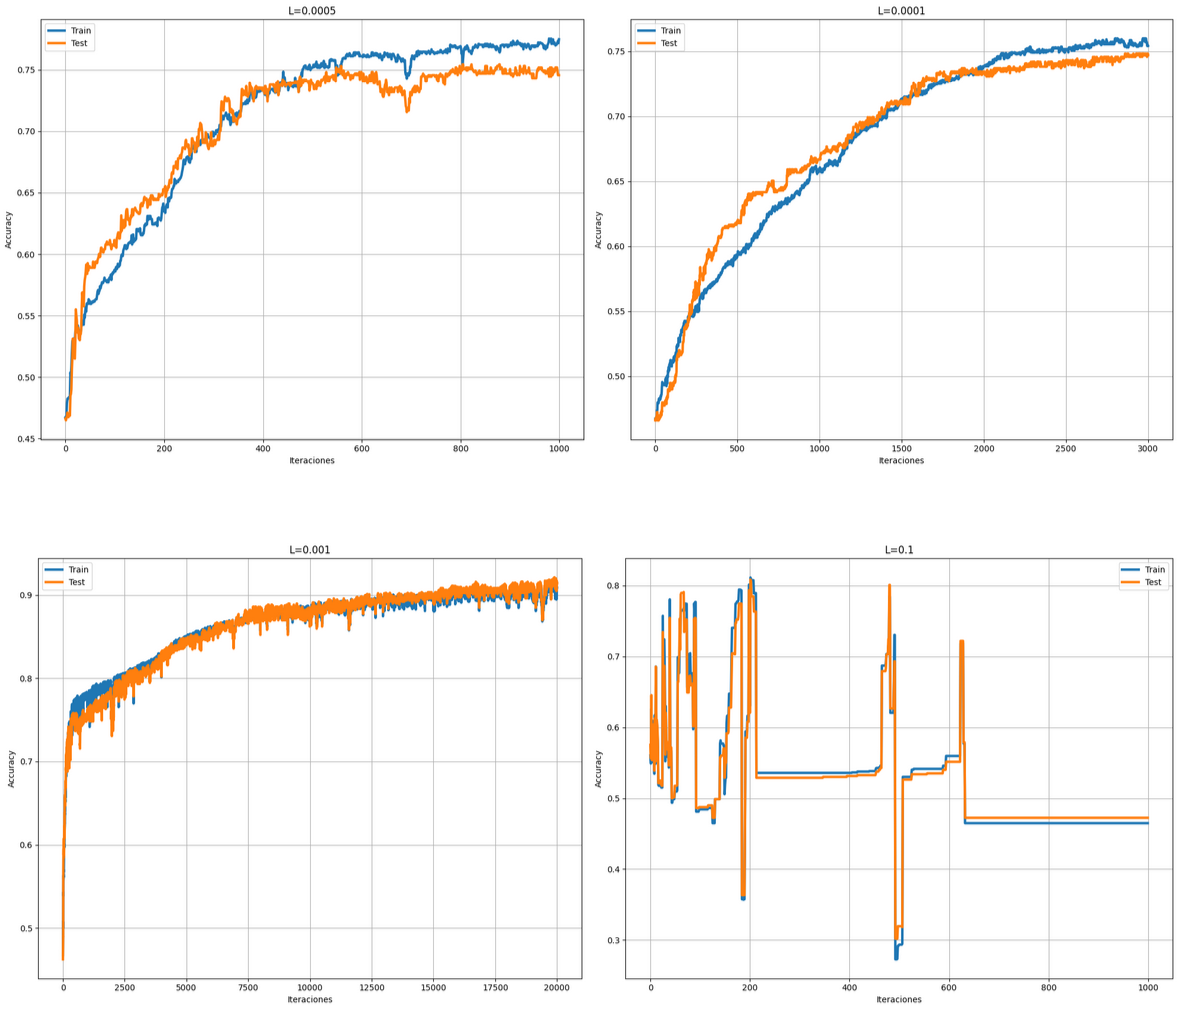 L=0.0005
Train
Test
Accuracy
0.75
0.70
0.65
0.60
0.55
0.50
0.45
0 200 400 600 800 1000
Iteraciones
L=0.0001
Train
Test
Accuracy
0.75
0.70
0.65
0.60
0.55
0.50
0 500 1000 1500 2000 2500 3000
Iteraciones
L=0.001
Train
Test
Accuracy
0.9
0.8
0.7
0.6
0.5
0 2500 5000 7500 10000 12500 15000 17500 20000
Iteraciones
L=0.1
Train
Test
Accuracy
0.8
0.7
0.6
0.5
0.4
0.3
0 200 400 600 800 1000
Iteraciones